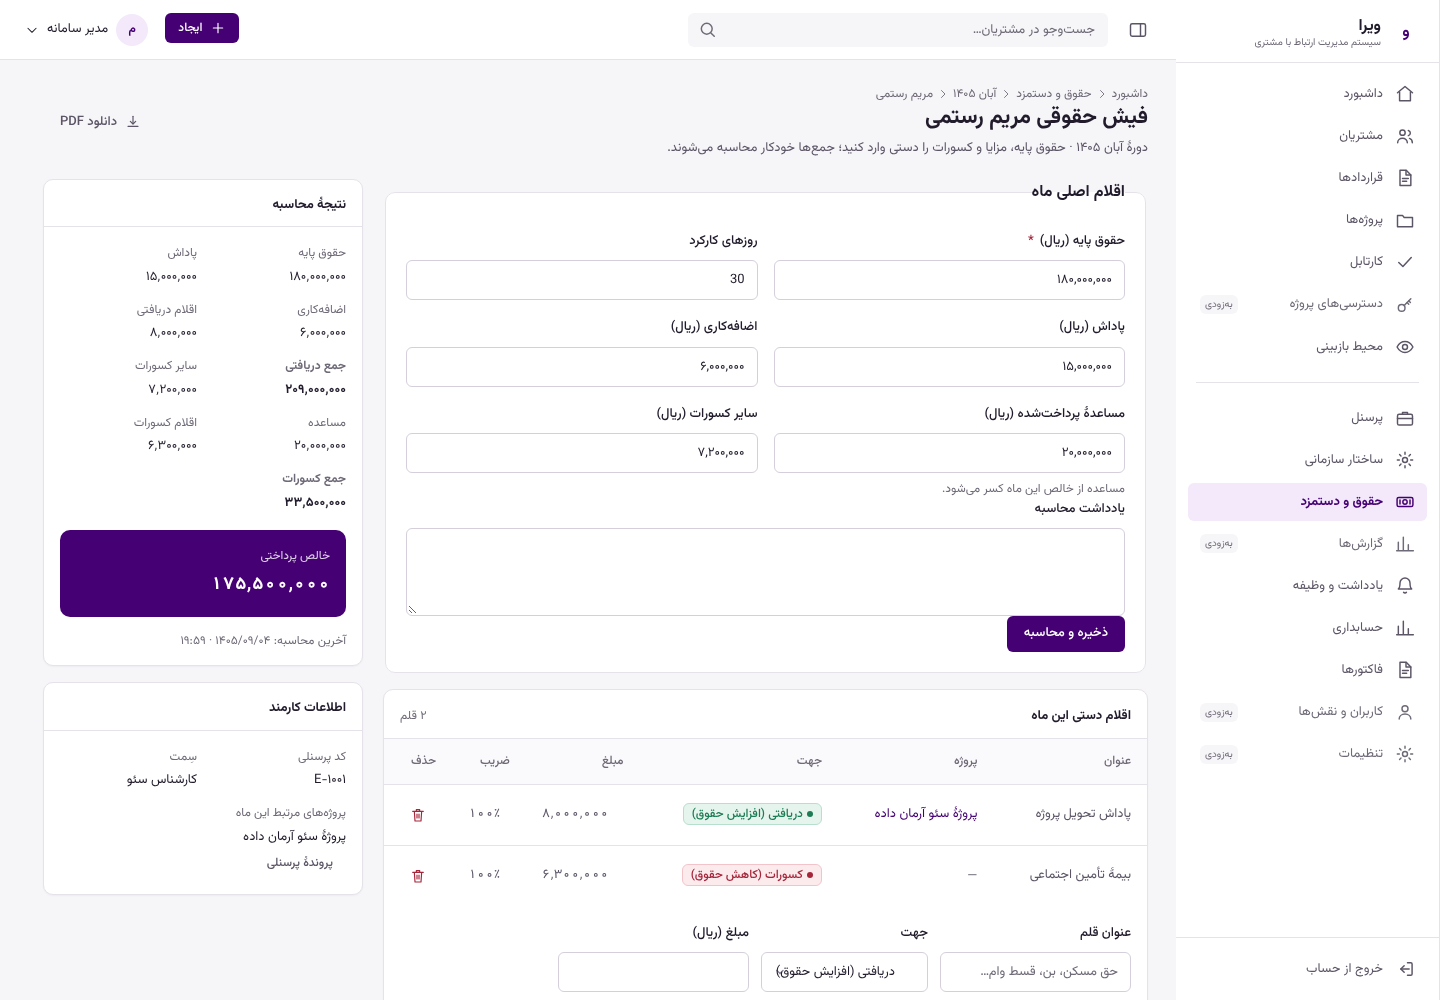 و
ویرا
سیستم مدیریت ارتباط با مشتری
داشبورد
مشتریان
قراردادها
پروژه‌ها
کارتابل
دسترسی‌های پروژه
به‌زودی
محیط بازبینی
پرسنل
ساختار سازمانی
حقوق و دستمزد
گزارش‌ها
به‌زودی
یادداشت و وظیفه
حسابداری
فاکتورها
کاربران و نقش‌ها
به‌زودی
تنظیمات
به‌زودی
خروج از حساب
جست‌وجو در مشتریان...
ایجاد
م
مدیر سامانه
داشبورد
حقوق و دستمزد
آبان ۱۴۰۵
مریم رستمی
فیش حقوقی مریم رستمی
دورهٔ آبان ۱۴۰۵ · حقوق پایه، مزایا و کسورات را دستی وارد کنید؛ جمع‌ها خودکار محاسبه می‌شوند.
دانلود PDF
اقلام اصلی ماه
حقوق پایه (ریال) *
روزهای کارکرد
۱۸۰,۰۰۰,۰۰۰
30
پاداش (ریال)
اضافه‌کاری (ریال)
۱۵,۰۰۰,۰۰۰
۶,۰۰۰,۰۰۰
مساعدهٔ پرداخت‌شده (ریال)
سایر کسورات (ریال)
۲۰,۰۰۰,۰۰۰
۷,۲۰۰,۰۰۰
مساعده از خالص این ماه کسر می‌شود.
یادداشت محاسبه
ذخیره و محاسبه
اقلام دستی این ماه
۲ قلم
عنوان
پروژه
جهت
مبلغ
ضریب
حذف
پاداش تحویل پروژه
پروژهٔ سئو آرمان داده
دریافتی (افزایش حقوق)
۸,۰۰۰,۰۰۰
۱۰۰٪
بیمهٔ تأمین اجتماعی
—
کسورات (کاهش حقوق)
۶,۳۰۰,۰۰۰
۱۰۰٪
عنوان قلم
جهت
مبلغ (ریال)
حق مسکن، بن، قسط وام...
دریافتی (افزایش حقوق)
نتیجهٔ محاسبه
حقوق پایه
پاداش
۱۸۰,۰۰۰,۰۰۰
۱۵,۰۰۰,۰۰۰
اضافه‌کاری
اقلام دریافتی
۶,۰۰۰,۰۰۰
۸,۰۰۰,۰۰۰
جمع دریافتی
سایر کسورات
۲۰۹,۰۰۰,۰۰۰
۷,۲۰۰,۰۰۰
مساعده
اقلام کسورات
۲۰,۰۰۰,۰۰۰
۶,۳۰۰,۰۰۰
جمع کسورات
۳۳,۵۰۰,۰۰۰
خالص پرداختی
۱۷۵,۵۰۰,۰۰۰
آخرین محاسبه: ۱۴۰۵/۰۹/۰۴ · ۱۹:۵۹
اطلاعات کارمند
کد پرسنلی
سِمت
E-۱۰۰۱
کارشناس سئو
پروژه‌های مرتبط این ماه
پروژهٔ سئو آرمان داده
پروندهٔ پرسنلی